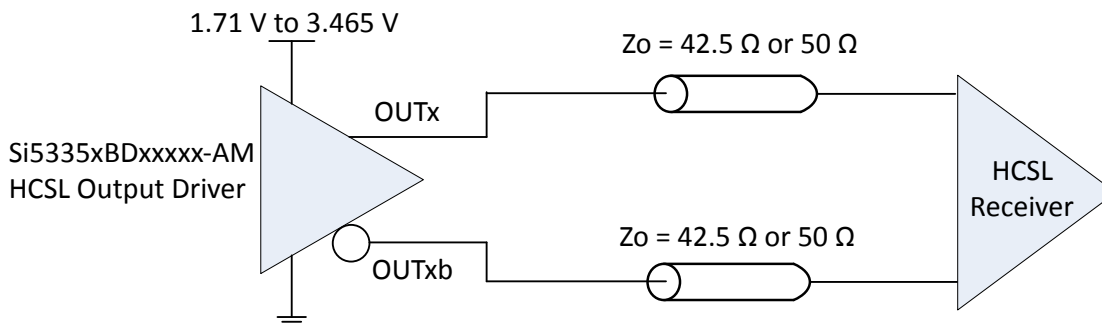 1.71 V to 3.465 V
Zo = 42.5 Ω or 50 Ω
OUTx
Si5335xBDxxxxx-AM
HCSL Output Driver
HCSL
Receiver
Zo = 42.5 Ω or 50 Ω
OUTxb